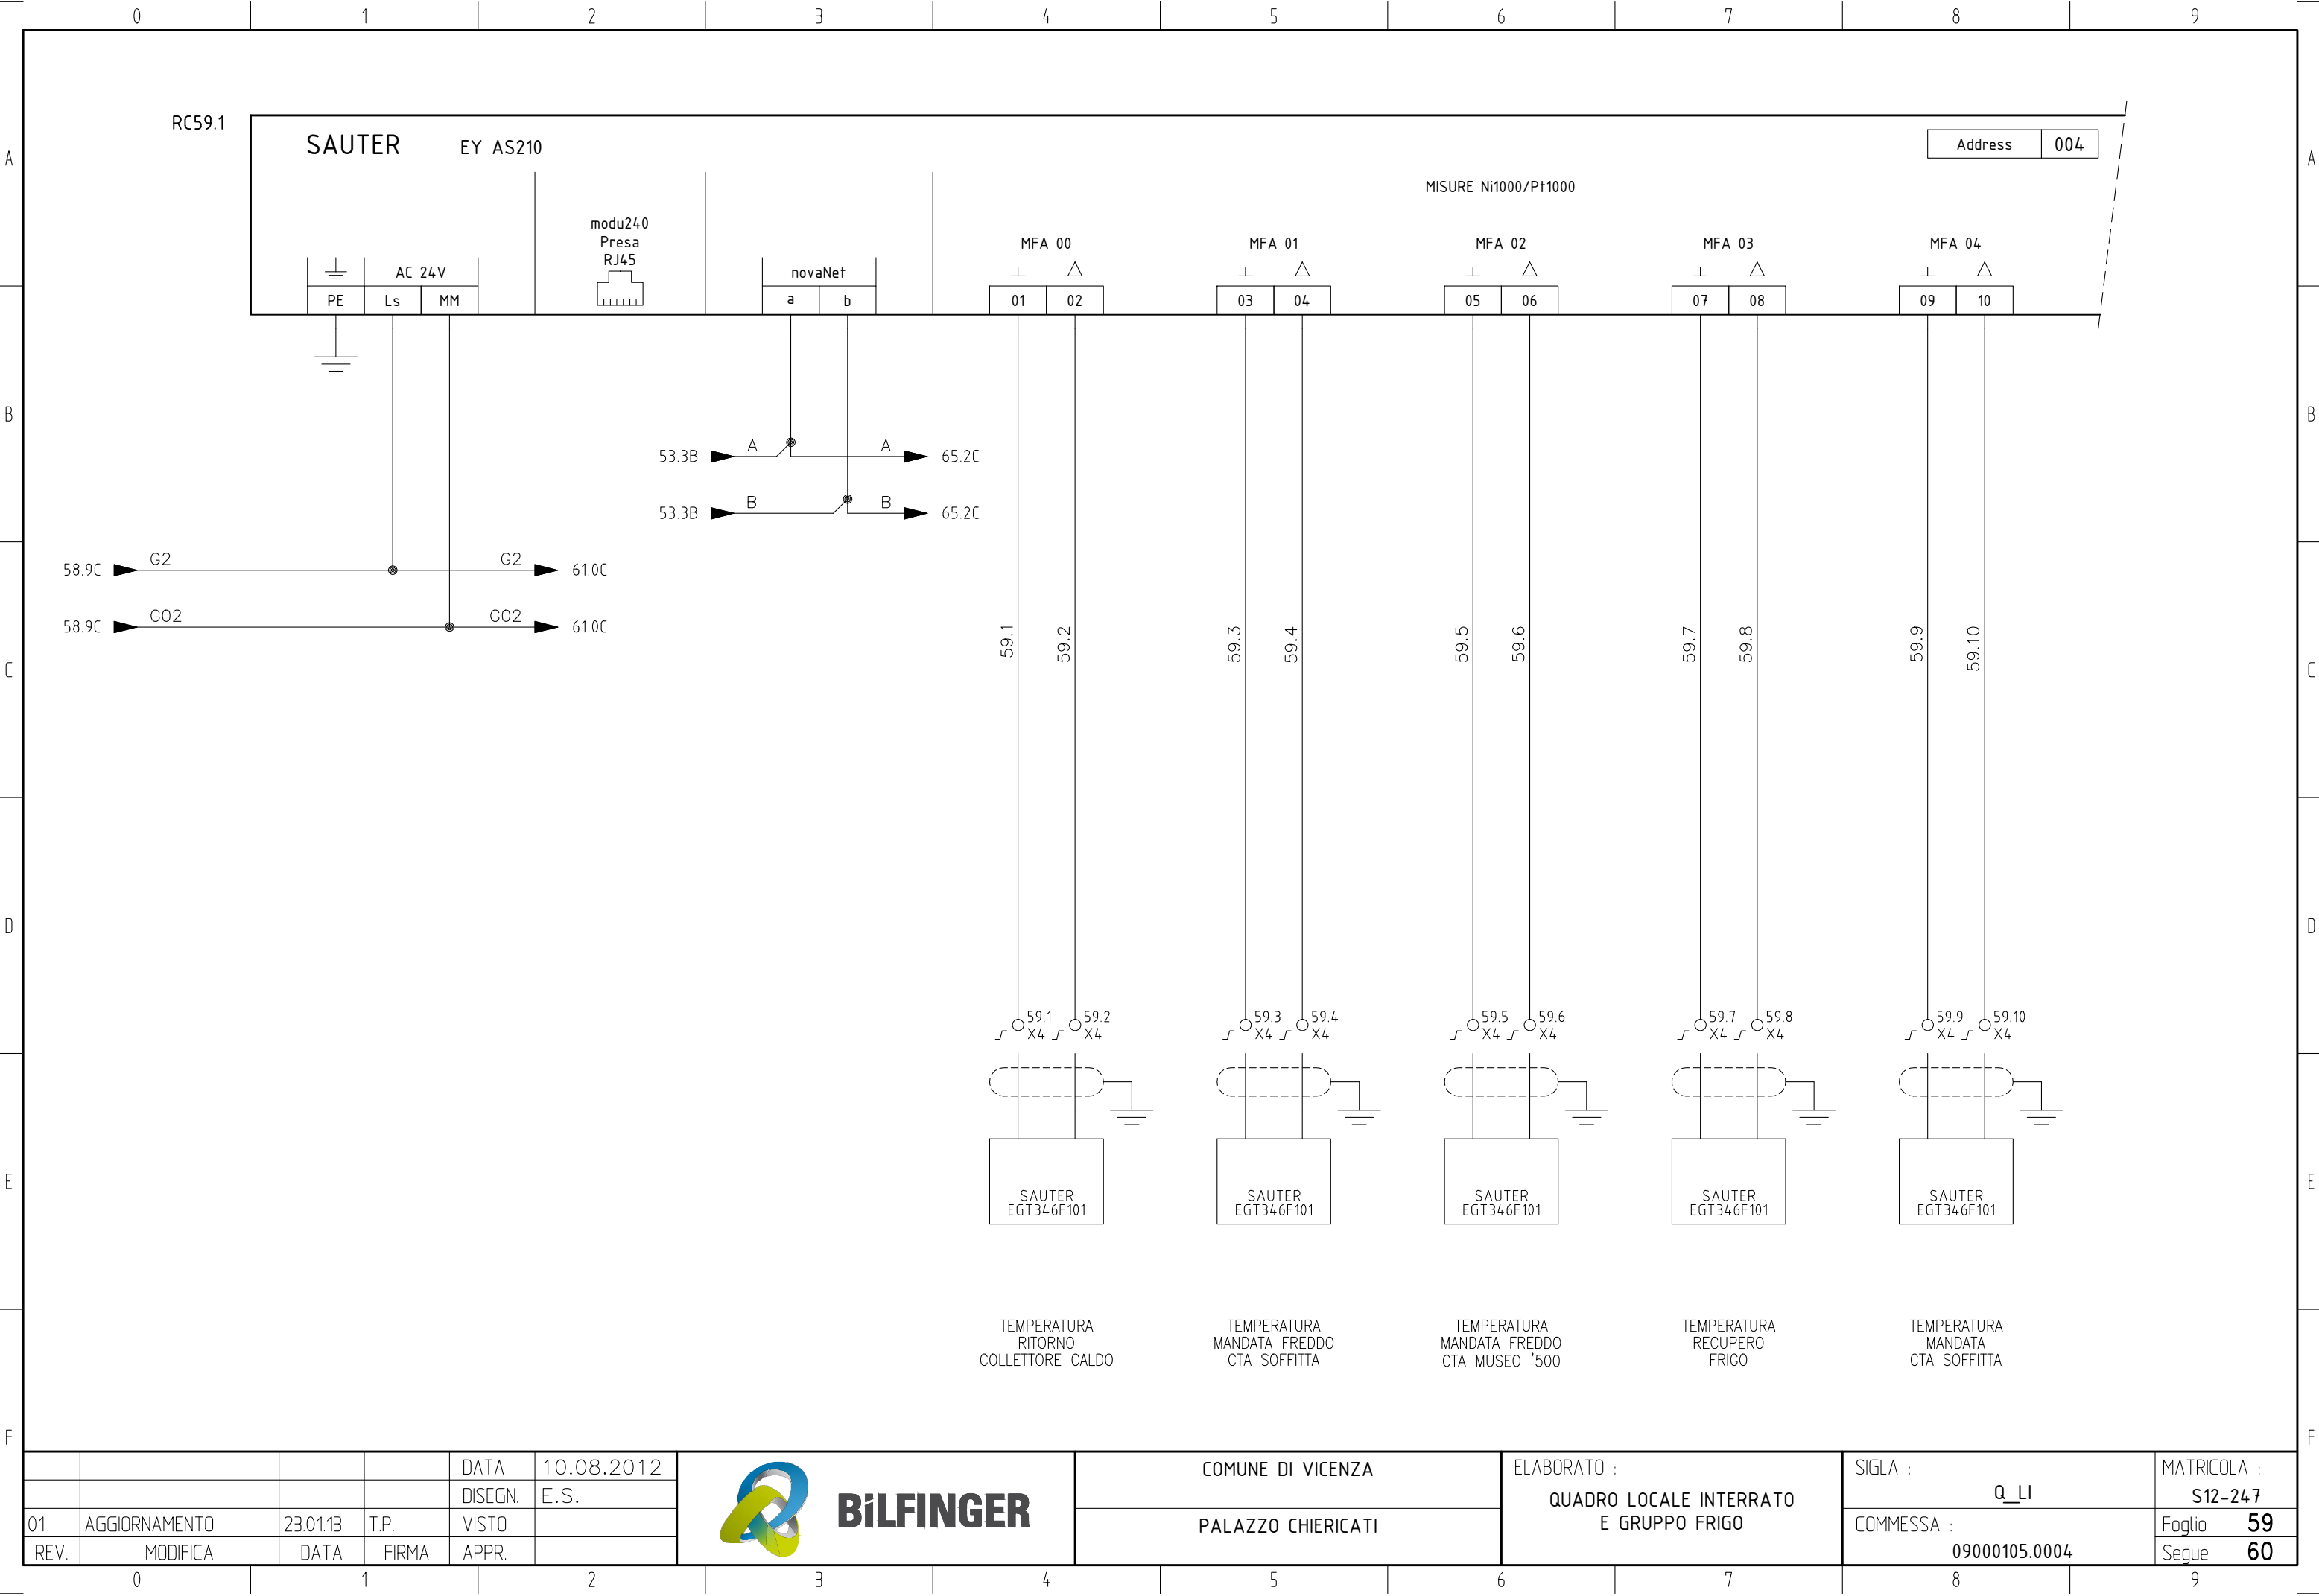 0 1 2 3 4 5 6 7 8 9
RC59.1
SAUTER EY AS210
Address 004
A A
MISURE Ni1000/Pt1000
modu240
Presa
RJ45
MFA 00 MFA 01 MFA 02 MFA 03 MFA 04
AC 24V novaNet
PE Ls MM a b 01 02 03 04 05 06 07 08 09 10
B B
53.3B A A 65.2C
53.3B B B 65.2C
58.9C G2 G2 61.0C
58.9C GO2 GO2 61.0C
59.1 59.2 59.3 59.4 59.5 59.6 59.7 59.8 59.9 59.10
C C
D D
59.1 59.2 59.3 59.4 59.5 59.6 59.7 59.8 59.9 59.10
X4 X4 X4 X4 X4 X4 X4 X4 X4 X4
E E
SAUTER SAUTER SAUTER SAUTER SAUTER
EGT346F101 EGT346F101 EGT346F101 EGT346F101 EGT346F101
TEMPERATURA
RITORNO
COLLETTORE CALDO
TEMPERATURA
MANDATA FREDDO
CTA SOFFITTA
TEMPERATURA
MANDATA FREDDO
CTA MUSEO '500
TEMPERATURA
RECUPERO
FRIGO
TEMPERATURA
MANDATA
CTA SOFFITTA
F F
DATA 10.08.2012
DISEGN. E.S.
01 AGGIORNAMENTO 23.01.13 T.P. VISTO
REV. MODIFICA DATA FIRMA APPR.
BiLFINGER
COMUNE DI VICENZA
PALAZZO CHIERICATI
ELABORATO :
QUADRO LOCALE INTERRATO
E GRUPPO FRIGO
SIGLA :
Q_LI
COMMESSA :
09000105.0004
MATRICOLA :
S12-247
Foglio 59
Segue 60
0 1 2 3 4 5 6 7 8 9